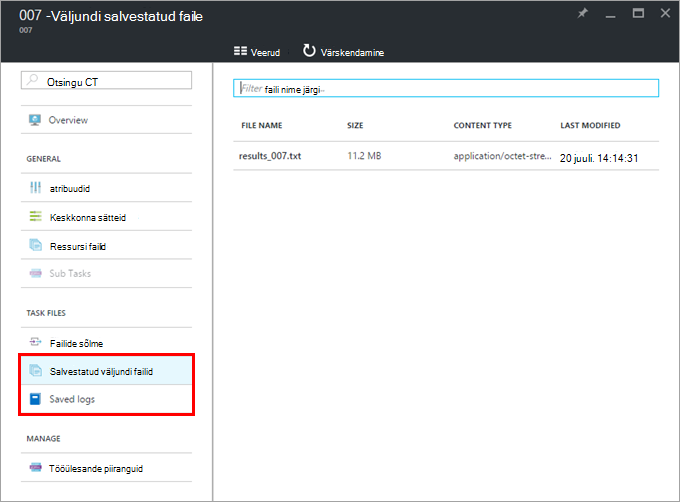 007 -Väljundi salvestatud faile
007
Veerud Värskendamine
Otsingu CT
Overview
GENERAL
atribuudid
Keskkonna sätteid
Ressursi failid
Sub Tasks
TASK FILES
Failide sõlme
Salvestatud väljundi failid
Saved logs
MANAGE
Tööülesande piiranguid
Filter faili nime järgi...
FILE NAME SIZE CONTENT TYPE LAST MODIFIED
results_007.txt 11.2 MB application/octet-stre... 20 juuli. 14:14:31